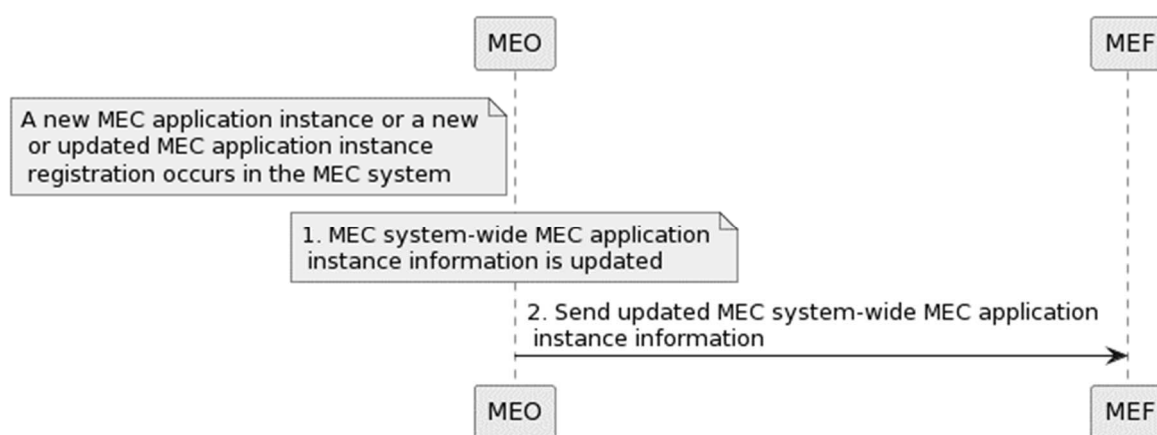 MEO
MEF
A new MEC application instance or a new
or updated MEC application instance
registration occurs in the MEC system
1. MEC system-wide MEC application
instance information is updated
2. Send updated MEC system-wide MEC application
instance information
MEO
MEF